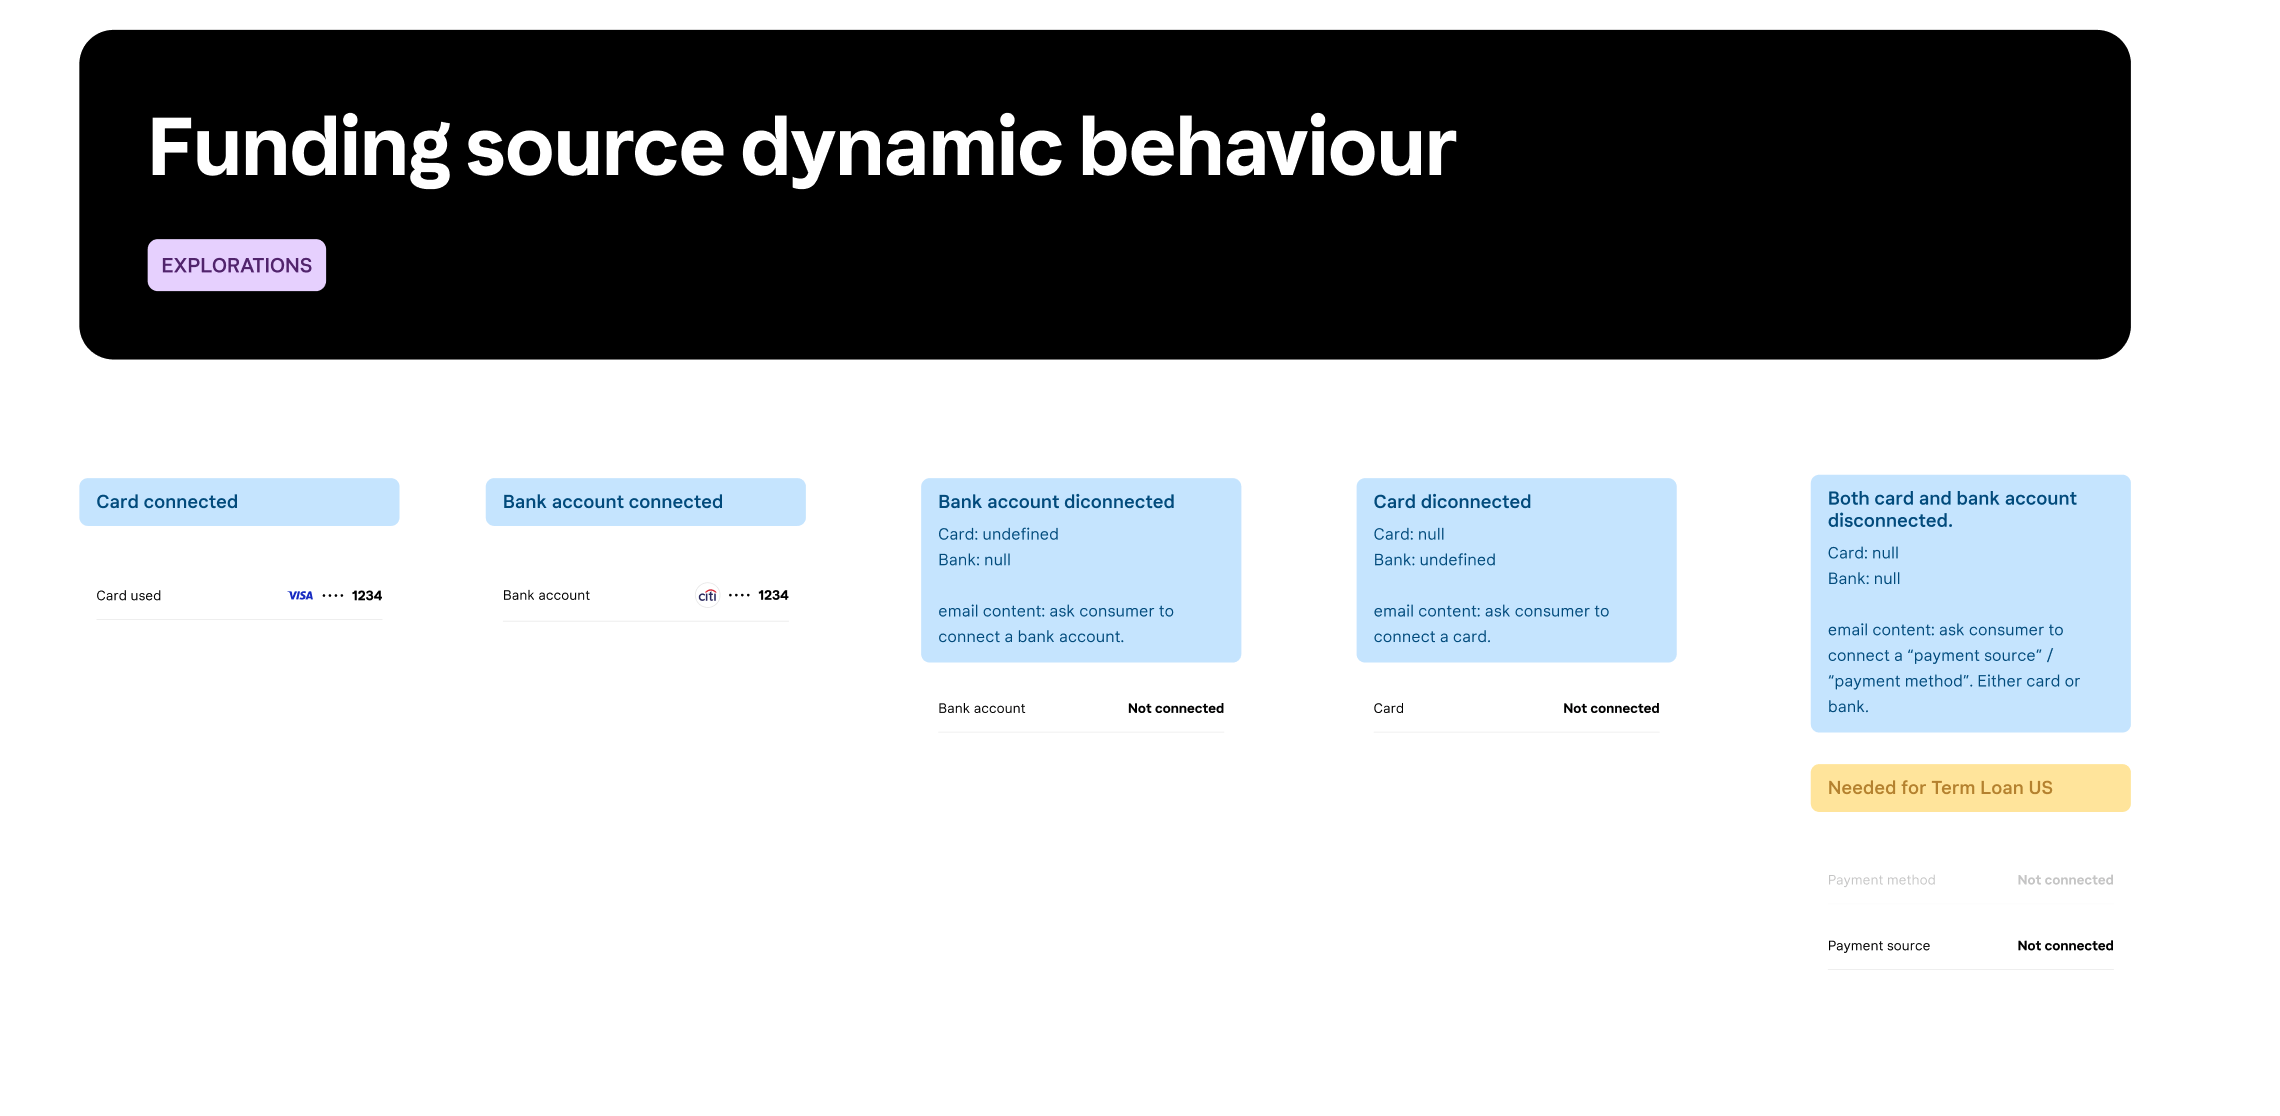 Funding source dynamic behaviour
EXPLORATIONS
Card connected
Card used VISA •••• 1234
Bank account connected
Bank account citi •••• 1234
Bank account diconnected
Card: undefined
Bank: null
email content: ask consumer to
connect a bank account.
Bank account Not connected
Card diconnected
Card: null
Bank: undefined
email content: ask consumer to
connect a card.
Card Not connected
Both card and bank account
disconnected.
Card: null
Bank: null
email content: ask consumer to
connect a “payment source” /
“payment method”. Either card or
bank.
Needed for Term Loan US
Payment method Not connected
Payment source Not connected